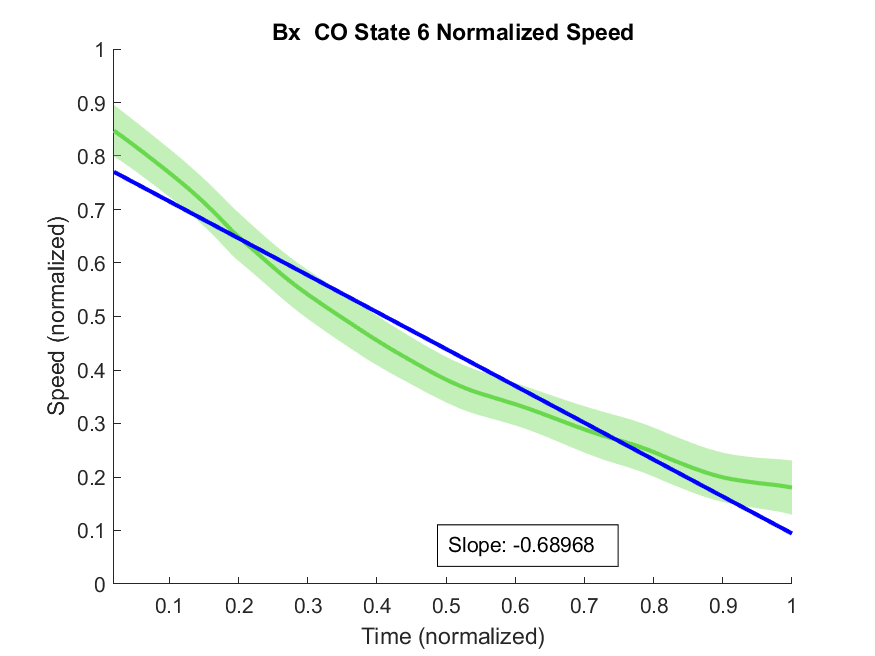 Bx  CO State 6 Normalized Speed
1
0.9
0.8
0.7
0.6
0.5
0.4
0.3
0.2
0.1
0
Speed (normalized)
Slope: -0.68968
0.1 0.2 0.3 0.4 0.5 0.6 0.7 0.8 0.9 1
Time (normalized)